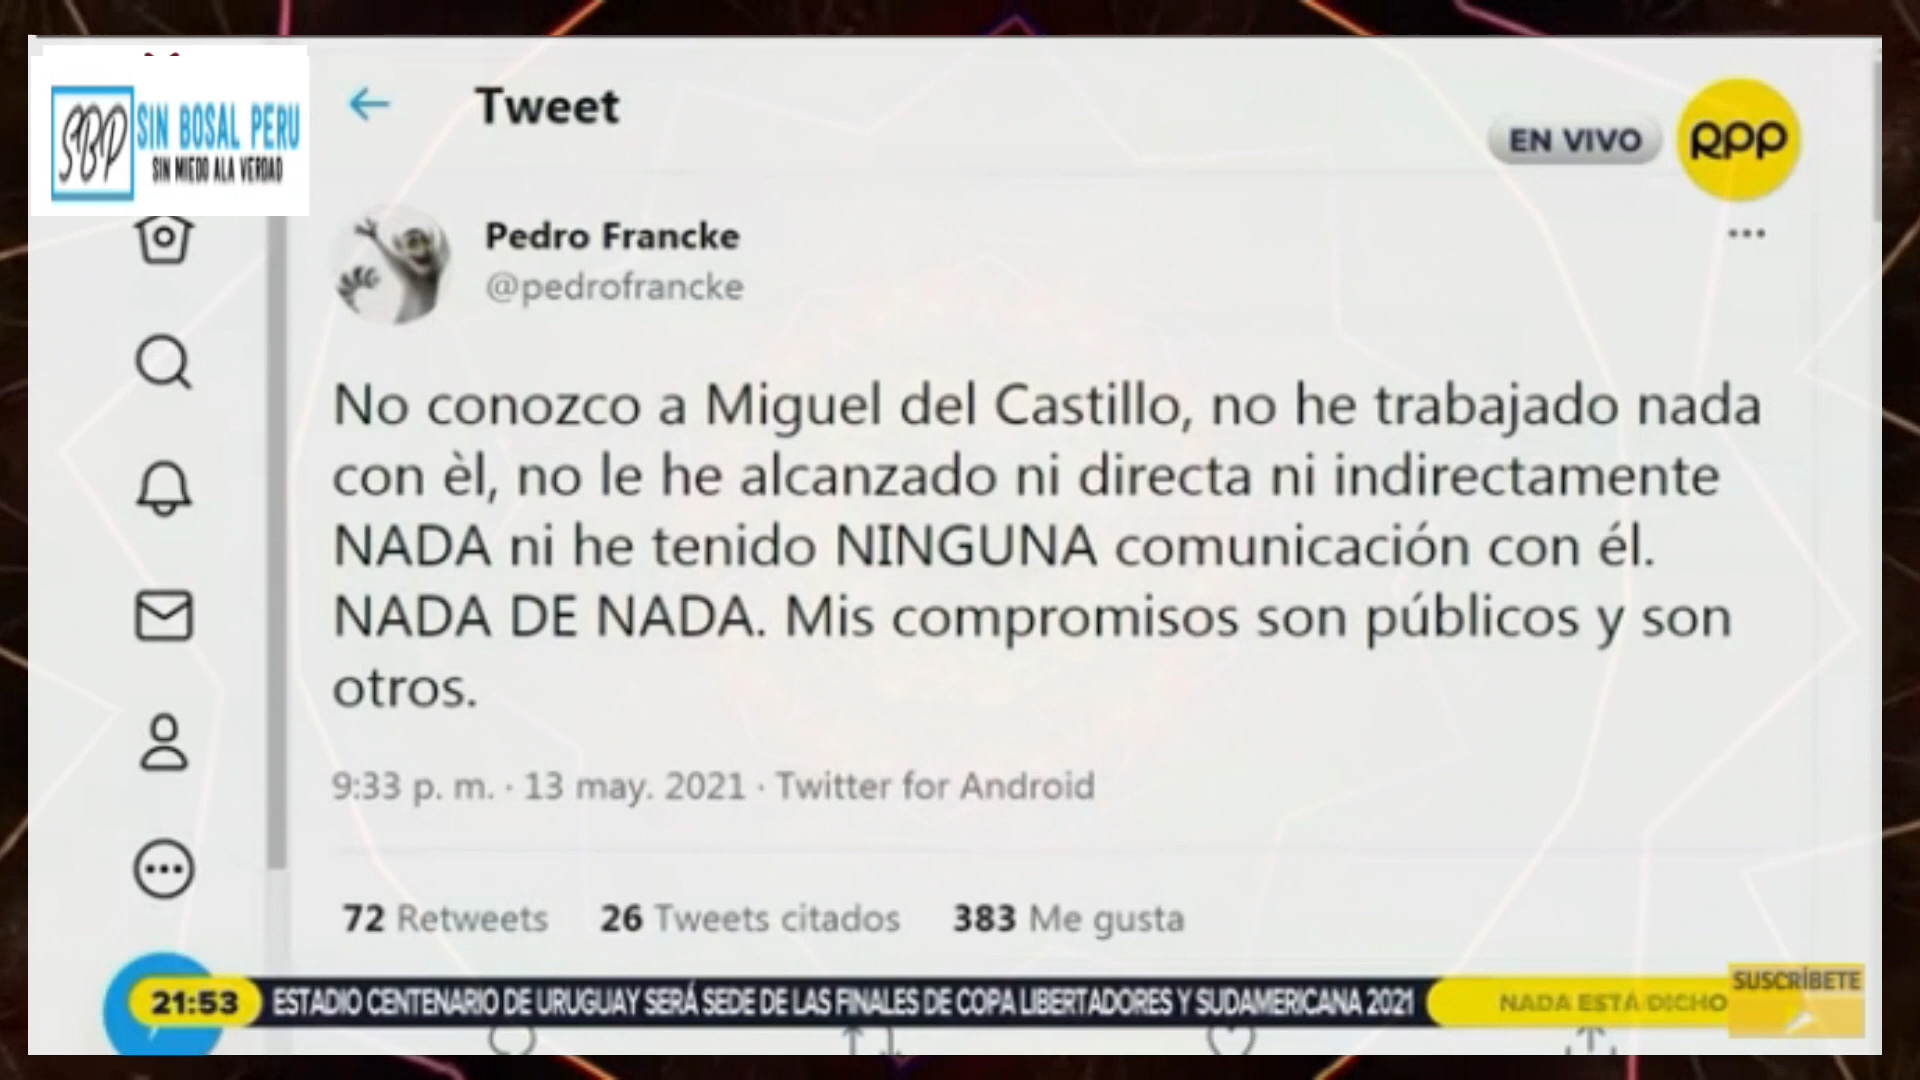 SBP
SIN BOSAL PERU
SIN MIEDO ALA VERDAD
Tweet
EN VIVO
RPP
Pedro Francke
@pedrofrancke
No conozco a Miguel del Castillo, no he trabajado nada
con èl, no le he alcanzado ni directa ni indirectamente
NADA ni he tenido NINGUNA comunicación con él.
NADA DE NADA. Mis compromisos son públicos y son
otros.
9:33 p. m. · 13 may. 2021 · Twitter for Android
72 Retweets 26 Tweets citados 383 Me gusta
21:53 ESTADIO CENTENARIO DE URUGUAY SERÁ SEDE DE LAS FINALES DE COPA LIBERTADORES Y SUDAMERICANA 2021 NADA ESTÁ DICHO
SUSCRÍBETE